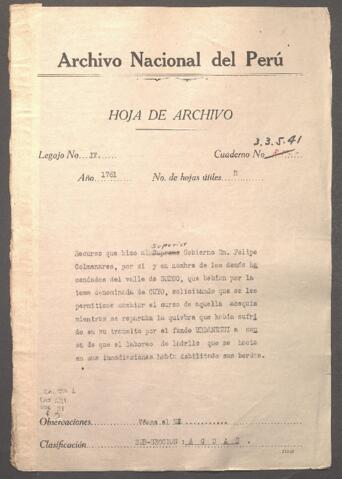 Archivo Nacional del Perú
HOJA DE ARCHIVO
3.3.5.41
Legajo No. IV. Cuaderno No.
Año 1761 No. de hojas útiles
Superior
Recurso que hizo al Supremo Gobierno Dn. Felipe
Colmenares, por sí y en nombre de los demás ha
cendados del valle de que bebían por la
toma denominada de solicitando que se les
permitiese cambiar el curso de aquella acequia
mientras se reparaba la quiebra que había sufri
do en su tránsito por el fundo a cau
sa de que el laboreo de ladrillo que se hacía
en sus inmediaciones había debilitado sus bordes.
Observaciones Véase el
Clasificación SUB-SECCION: AGUAS